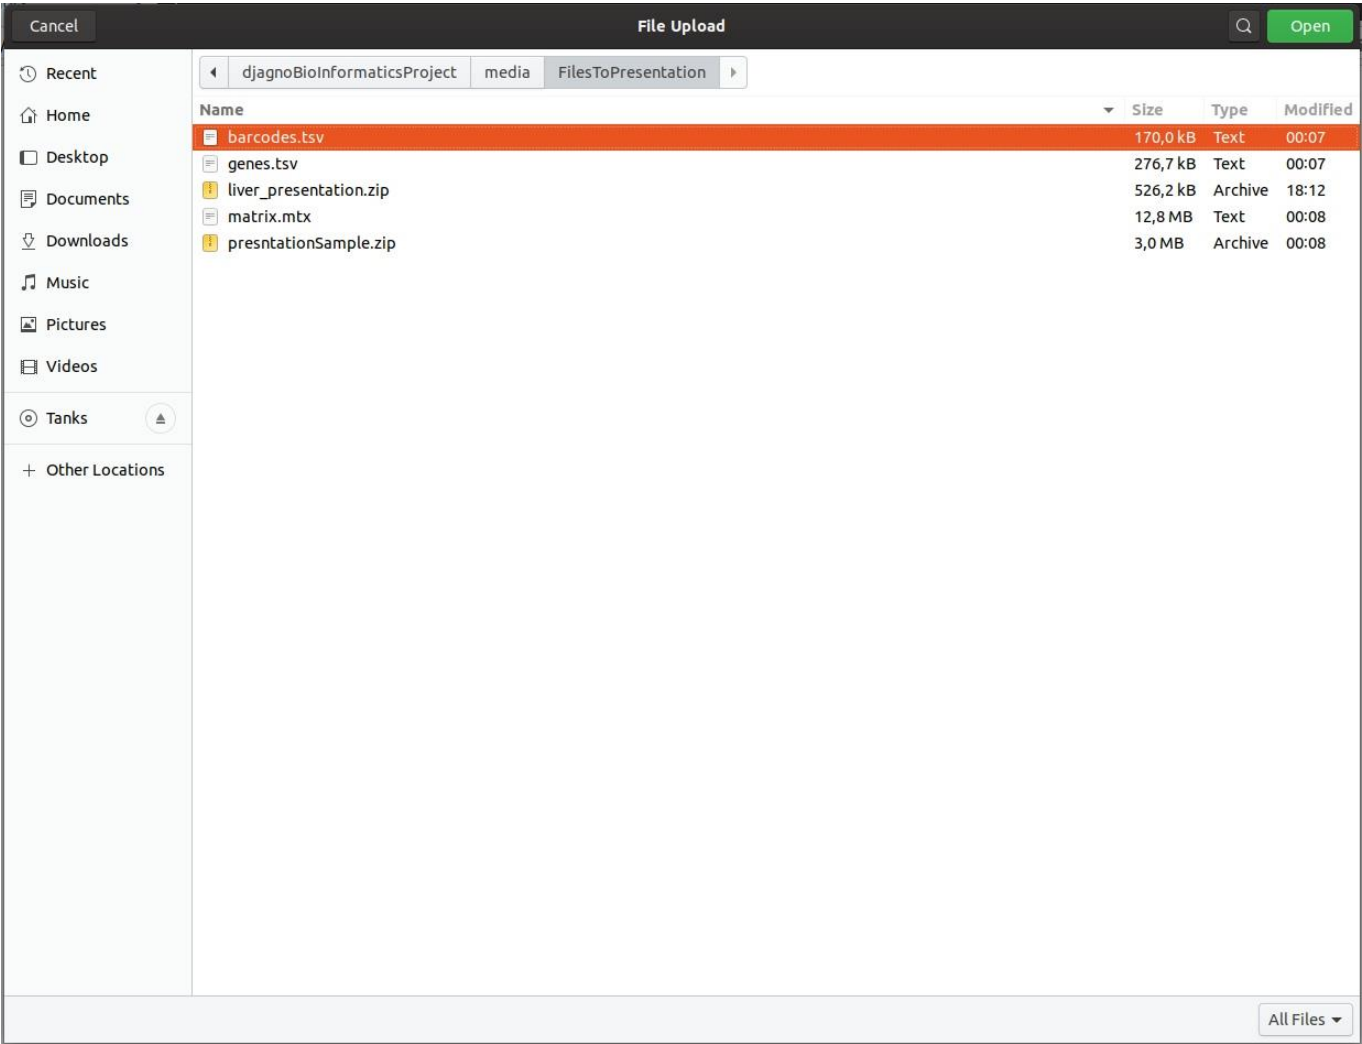 Cancel File Upload Open
Recent
Home
Desktop
Documents
Downloads
Music
Pictures
Videos
Tanks
Other Locations
djagnoBioInformaticsProject media FilesToPresentation
Name Size Type Modified
barcodes.tsv 170,0 kB Text 00:07
genes.tsv 276,7 kB Text 00:07
liver_presentation.zip 526,2 kB Archive 18:12
matrix.mtx 12,8 MB Text 00:08
presntationSample.zip 3,0 MB Archive 00:08
All Files